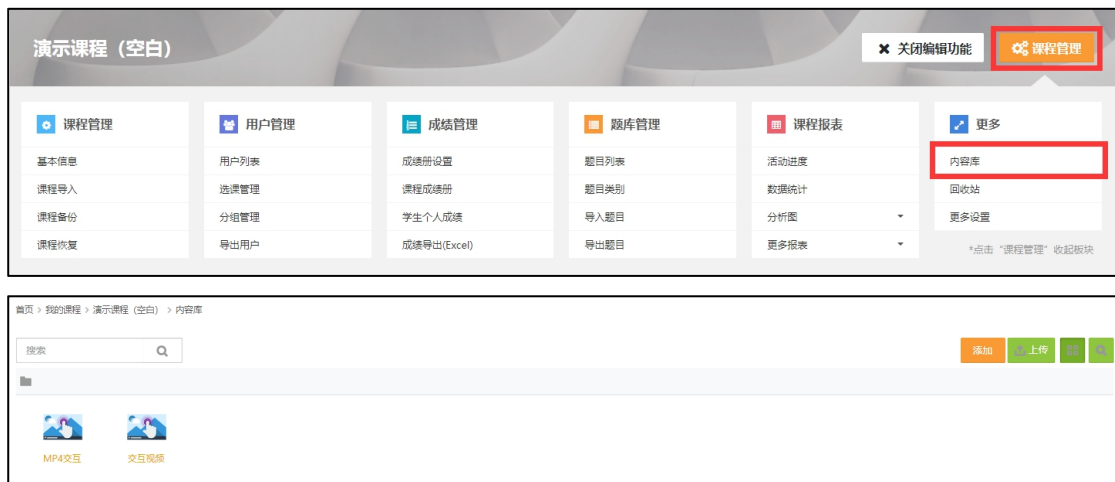 演示课程（空白）
关闭编辑功能
课程管理
课程管理
用户管理
成绩管理
题库管理
课程报表
更多
基本信息
用户列表
成绩册设置
题目列表
活动进度
内容库
课程导入
选课管理
课程成绩册
题目类别
数据统计
回收站
课程备份
分组管理
学生个人成绩
导入题目
分析图
更多设置
课程恢复
导出用户
成绩导出(Excel)
导出题目
更多报表
*点击“课程管理”收起板块
首页 > 我的课程 > 演示课程（空白） > 内容库
搜索
添加
上传
MP4交互
交互视频